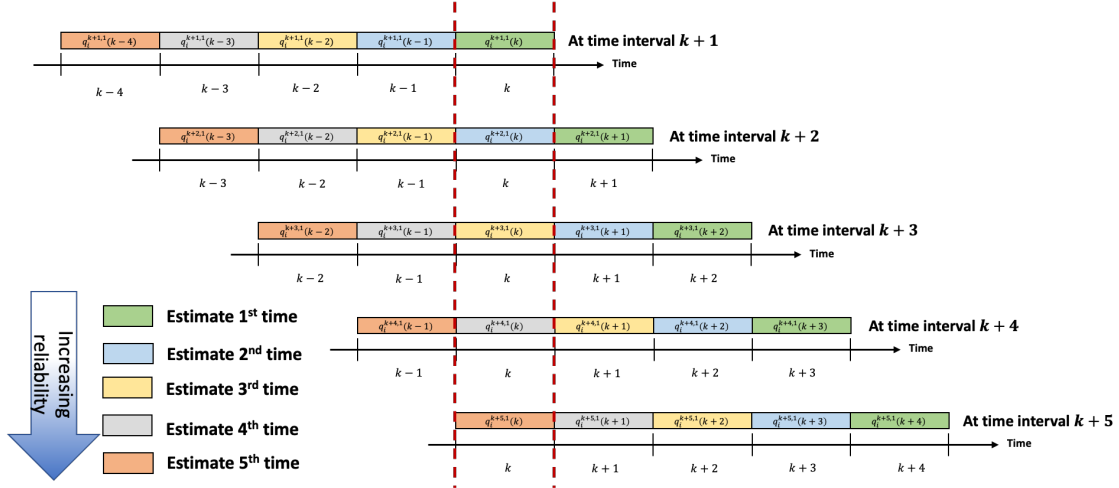 q_i^{k+1,1}(k−4) q_i^{k+1,1}(k−3) q_i^{k+1,1}(k−2) q_i^{k+1,1}(k−1) q_i^{k+1,1}(k) At time interval k + 1
Time
k − 4 k − 3 k − 2 k − 1 k
q_i^{k+2,1}(k−3) q_i^{k+2,1}(k−2) q_i^{k+2,1}(k−1) q_i^{k+2,1}(k) q_i^{k+2,1}(k+1) At time interval k + 2
Time
k − 3 k − 2 k − 1 k k + 1
q_i^{k+3,1}(k−2) q_i^{k+3,1}(k−1) q_i^{k+3,1}(k) q_i^{k+3,1}(k+1) q_i^{k+3,1}(k+2) At time interval k + 3
Time
k − 2 k − 1 k k + 1 k + 2
q_i^{k+4,1}(k−1) q_i^{k+4,1}(k) q_i^{k+4,1}(k+1) q_i^{k+4,1}(k+2) q_i^{k+4,1}(k+3) At time interval k + 4
Time
k − 1 k k + 1 k + 2 k + 3
q_i^{k+5,1}(k) q_i^{k+5,1}(k+1) q_i^{k+5,1}(k+2) q_i^{k+5,1}(k+3) q_i^{k+5,1}(k+4) At time interval k + 5
Time
k k + 1 k + 2 k + 3 k + 4
Increasing
reliability
Estimate 1st time
Estimate 2nd time
Estimate 3rd time
Estimate 4th time
Estimate 5th time